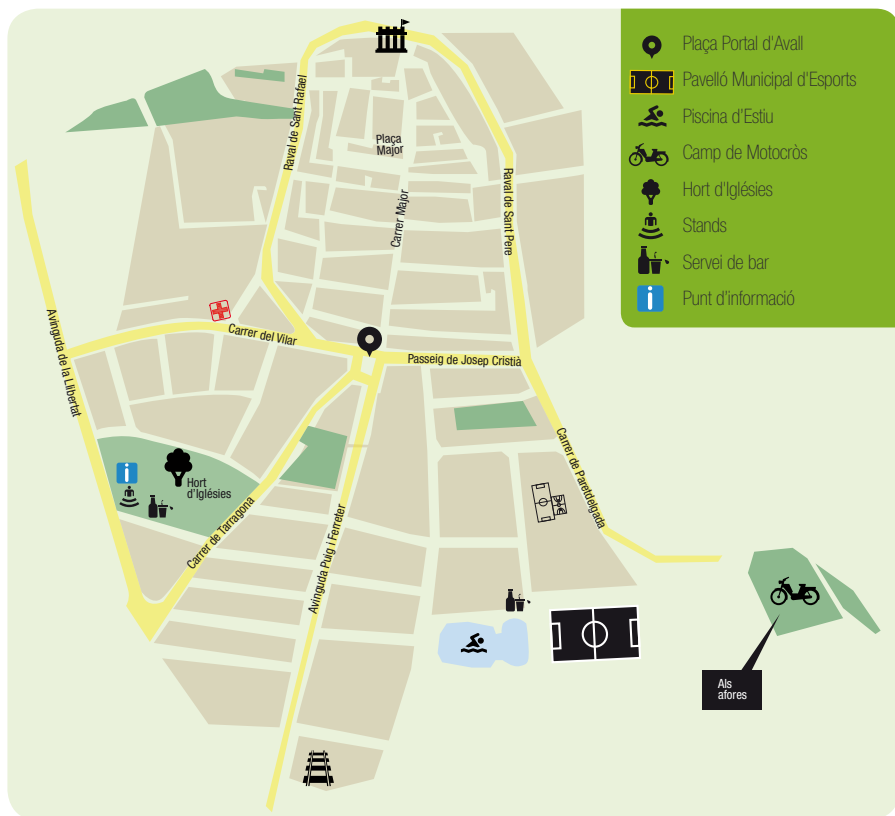 Plaça Portal d'Avall
Pavelló Municipal d'Esports
Piscina d'Estiu
Camp de Motocròs
Hort d'Iglésies
Stands
Servei de bar
Punt d'informació
Raval de Sant Rafael
Plaça
Major
Carrer Major
Raval de Sant Pere
Avinguda de la Llibertat
Carrer del Vilar
Passeig de Josep Cristià
Hort
d'Iglésies
Carrer de Tarragona
Avinguda Puig i Ferreter
Carrer de Paretdelgada
Als
afores